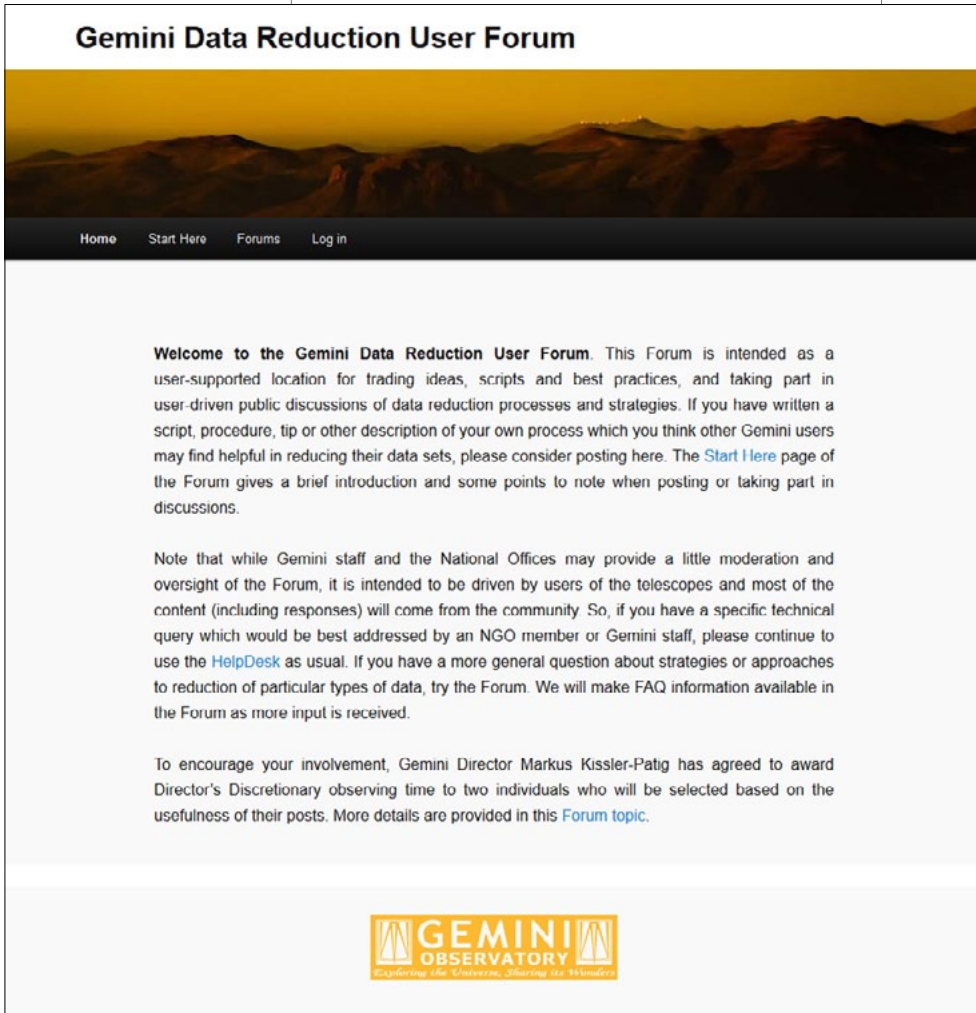 Gemini Data Reduction User Forum
Home Start Here Forums Log in
Welcome to the Gemini Data Reduction User Forum. This Forum is intended as a
user-supported location for trading ideas, scripts and best practices, and taking part in
user-driven public discussions of data reduction processes and strategies. If you have written a
script, procedure, tip or other description of your own process which you think other Gemini users
may find helpful in reducing their data sets, please consider posting here. The Start Here page of
the Forum gives a brief introduction and some points to note when posting or taking part in
discussions.
Note that while Gemini staff and the National Offices may provide a little moderation and
oversight of the Forum, it is intended to be driven by users of the telescopes and most of the
content (including responses) will come from the community. So, if you have a specific technical
query which would be best addressed by an NGO member or Gemini staff, please continue to
use the HelpDesk as usual. If you have a more general question about strategies or approaches
to reduction of particular types of data, try the Forum. We will make FAQ information available in
the Forum as more input is received.
To encourage your involvement, Gemini Director Markus Kissler-Patig has agreed to award
Director's Discretionary observing time to two individuals who will be selected based on the
usefulness of their posts. More details are provided in this Forum topic.
GEMINI
OBSERVATORY
Exploring the Universe, Sharing its Wonders